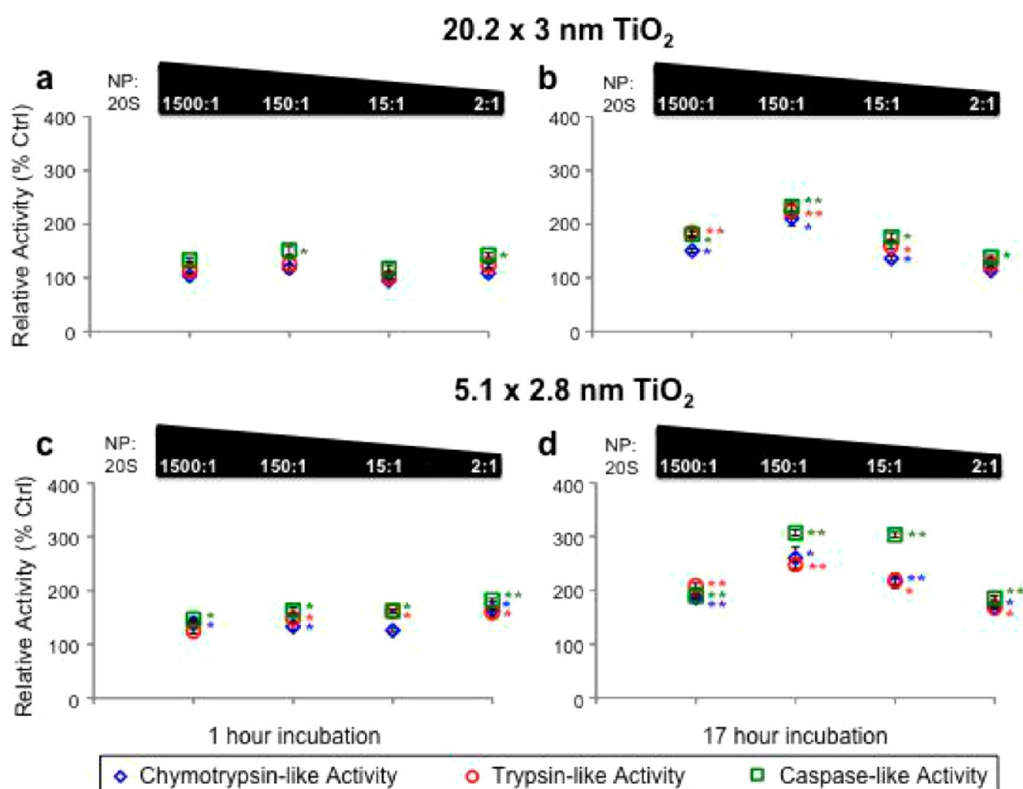 20.2 x 3 nm TiO₂
a
NP:
20S
1500:1 150:1 15:1 2:1
Relative Activity (% Ctrl)
400
300
200
100
0
b
NP:
20S
1500:1 150:1 15:1 2:1
400
300
200
100
0
5.1 x 2.8 nm TiO₂
c
NP:
20S
1500:1 150:1 15:1 2:1
Relative Activity (% Ctrl)
400
300
200
100
0
d
NP:
20S
1500:1 150:1 15:1 2:1
400
300
200
100
0
1 hour incubation
17 hour incubation
Chymotrypsin-like Activity Trypsin-like Activity Caspase-like Activity